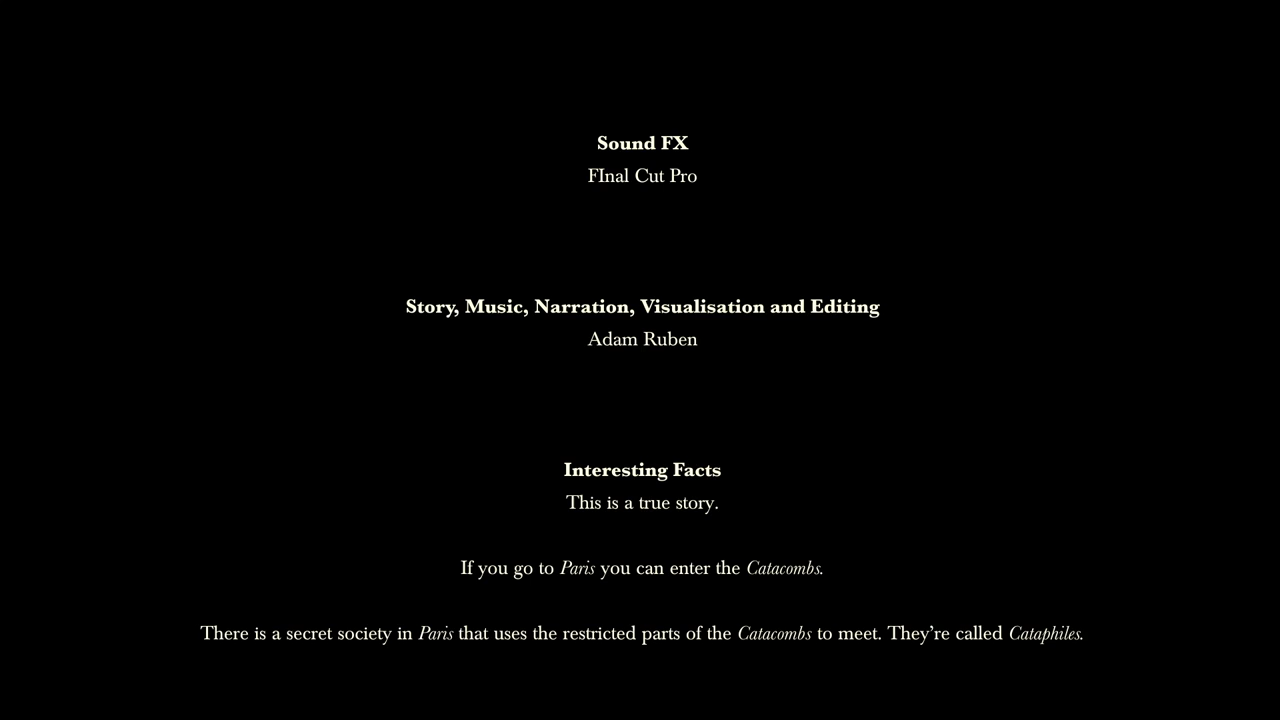 Sound FX
FInal Cut Pro
Story, Music, Narration, Visualisation and Editing
Adam Ruben
Interesting Facts
This is a true story.
If you go to Paris you can enter the Catacombs.
There is a secret society in Paris that uses the restricted parts of the Catacombs to meet. They’re called Cataphiles.